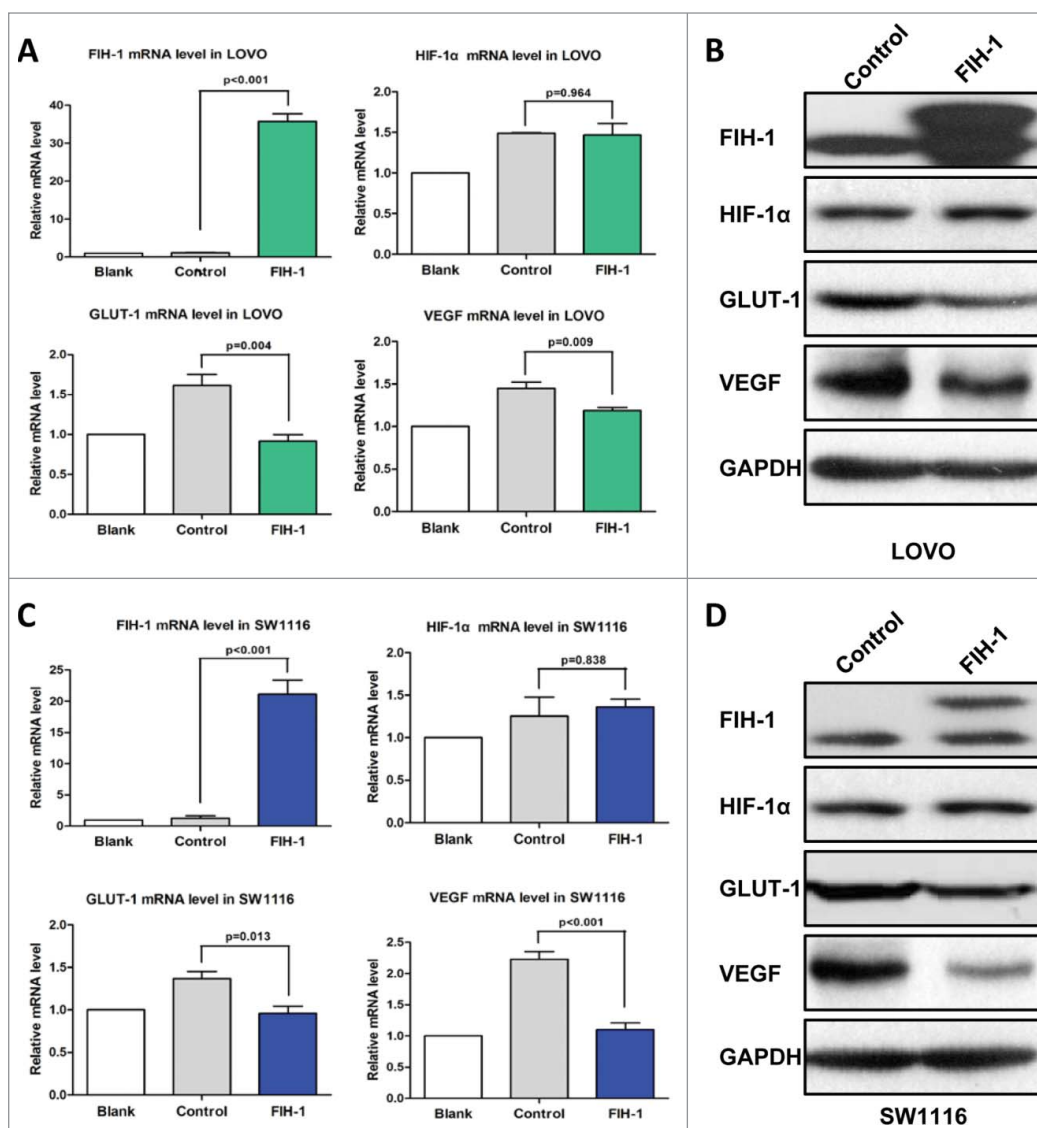 A
FIH-1 mRNA level in LOVO
Relative mRNA level
40
30
20
10
0
p<0.001
Blank Control FIH-1
HIF-1α mRNA level in LOVO
Relative mRNA level
2.0
1.5
1.0
1.5
0.0
p=0.964
Blank Control FIH-1
GLUT-1 mRNA level in LOVO
Relative mRNA level
2.0
1.5
1.0
1.5
0.0
p=0.004
Blank Control FIH-1
VEGF mRNA level in LOVO
Relative mRNA level
2.0
1.5
1.0
1.5
0.0
p=0.009
Blank Control FIH-1
B
Control FIH-1
FIH-1
HIF-1α
GLUT-1
VEGF
GAPDH
LOVO
C
FIH-1 mRNA level in SW1116
Relative mRNA level
25
20
15
10
5
0
p<0.001
Blank Control FIH-1
HIF-1α mRNA level in SW1116
Relative mRNA level
2.0
1.5
1.0
1.5
0.0
p=0.838
Blank Control FIH-1
GLUT-1 mRNA level in SW1116
Relative mRNA level
2.0
1.5
1.0
1.5
0.0
p=0.013
Blank Control FIH-1
VEGF mRNA level in SW1116
Relative mRNA level
2.5
2.0
1.5
1.0
1.5
0.0
p<0.001
Blank Control FIH-1
D
Control FIH-1
FIH-1
HIF-1α
GLUT-1
VEGF
GAPDH
SW1116